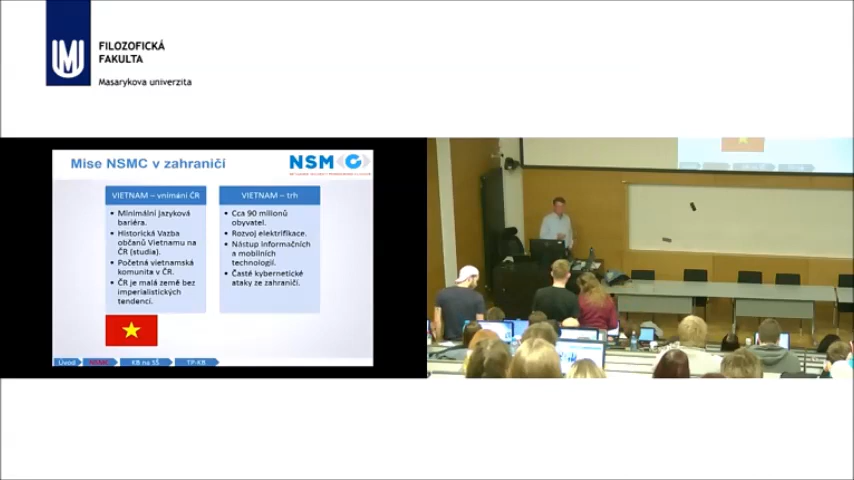 FILOZOFICKÁ
FAKULTA
Masarykova univerzita
Mise NSMC v zahraničí
NSMC
VIETNAM – vnímání ČR
• Minimální jazyková
bariéra.
• Historická Vazba
občanů Vietnamu na
ČR (studia).
• Početná vietnamská
komunita v ČR.
• ČR je malá země bez
imperialistických
tendencí.
VIETNAM – trh
• Cca 90 milionů
obyvatel.
• Rozvoj elektrifikace.
• Nástup informačních
a mobilních
technologií.
• Časté kybernetické
ataky ze zahraničí.
Úvod
NSMC
KB na SŠ
TP-KB